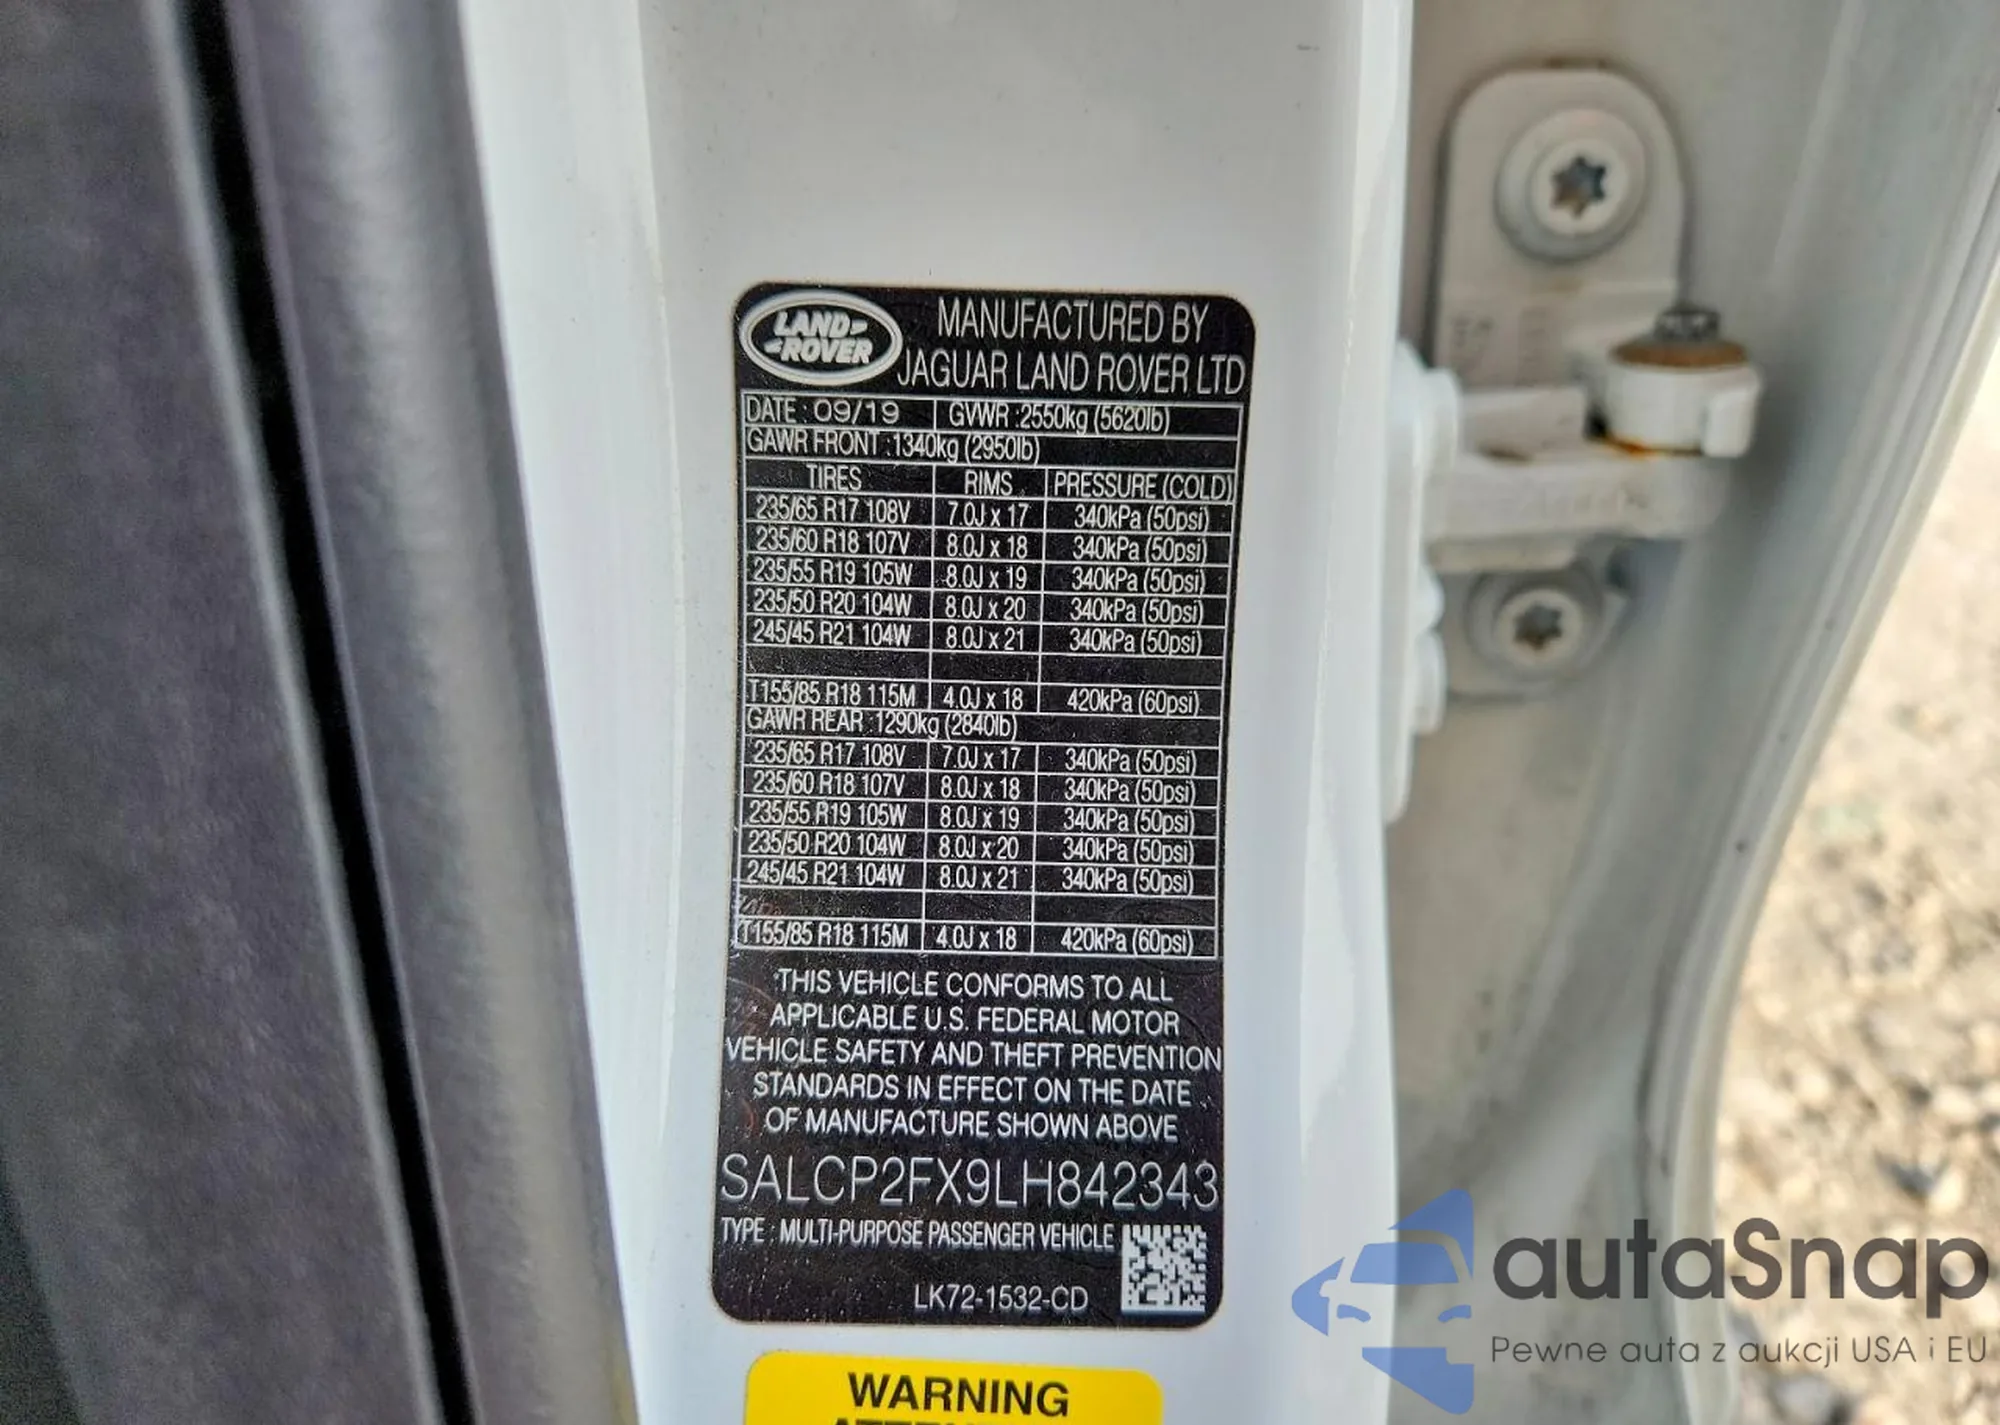 LAND-
-ROVER
MANUFACTURED BY
JAGUAR LAND ROVER LTD
DATE : 09/19 GVWR :2550kg (5620lb)
GAWR FRONT :1340kg (2950lb)
TIRES RIMS PRESSURE (COLD)
235/65 R17 108V 7.0J x 17 340kPa (50psi)
235/60 R18 107V 8.0J x 18 340kPa (50psi)
235/55 R19 105W 8.0J x 19 340kPa (50psi)
235/50 R20 104W 8.0J x 20 340kPa (50psi)
245/45 R21 104W 8.0J x 21 340kPa (50psi)
T155/85 R18 115M 4.0J x 18 420kPa (60psi)
GAWR REAR :1290kg (2840lb)
235/65 R17 108V 7.0J x 17 340kPa (50psi)
235/60 R18 107V 8.0J x 18 340kPa (50psi)
235/55 R19 105W 8.0J x 19 340kPa (50psi)
235/50 R20 104W 8.0J x 20 340kPa (50psi)
245/45 R21 104W 8.0J x 21 340kPa (50psi)
T155/85 R18 115M 4.0J x 18 420kPa (60psi)
THIS VEHICLE CONFORMS TO ALL
APPLICABLE U.S. FEDERAL MOTOR
VEHICLE SAFETY AND THEFT PREVENTION
STANDARDS IN EFFECT ON THE DATE
OF MANUFACTURE SHOWN ABOVE
SALCP2FX9LH842343
TYPE : MULTI-PURPOSE PASSENGER VEHICLE
LK72-1532-CD
WARNING
autaSnap
Pewne auta z aukcji USA i EU